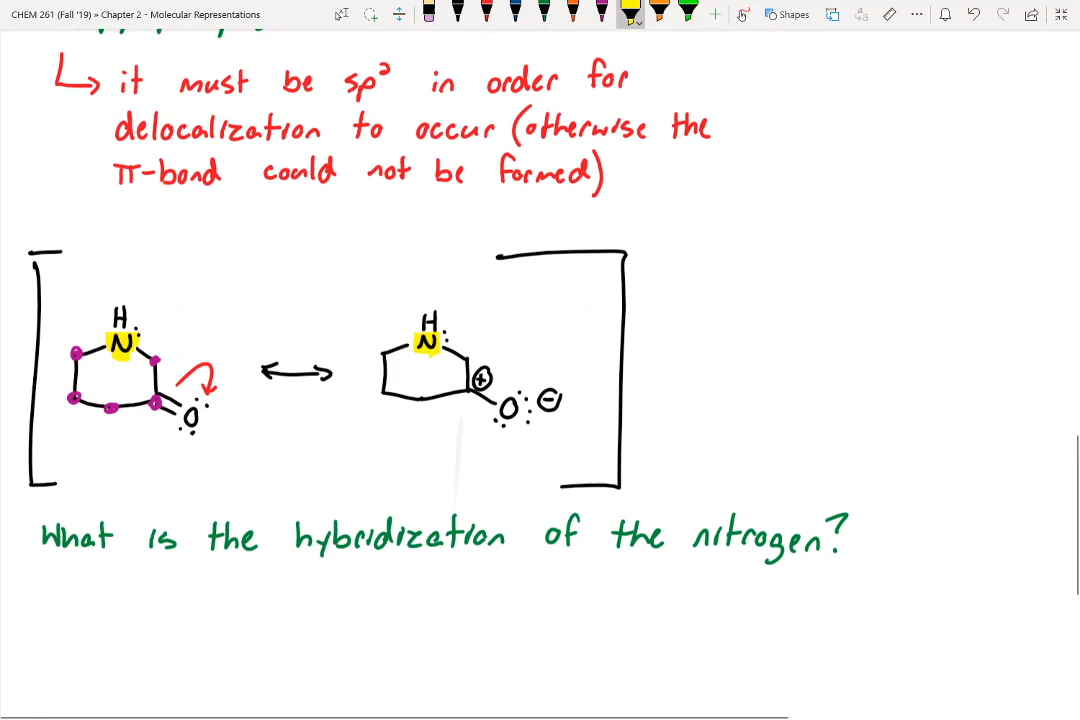 CHEM 261 (Fall '19) » Chapter 2 - Molecular Representations
Shapes
↳ it must be sp² in order for
delocalization to occur (otherwise the
π-bond could not be formed)
H
N
O
H
N
⊕
O
⊖
What is the hybridization of the nitrogen?